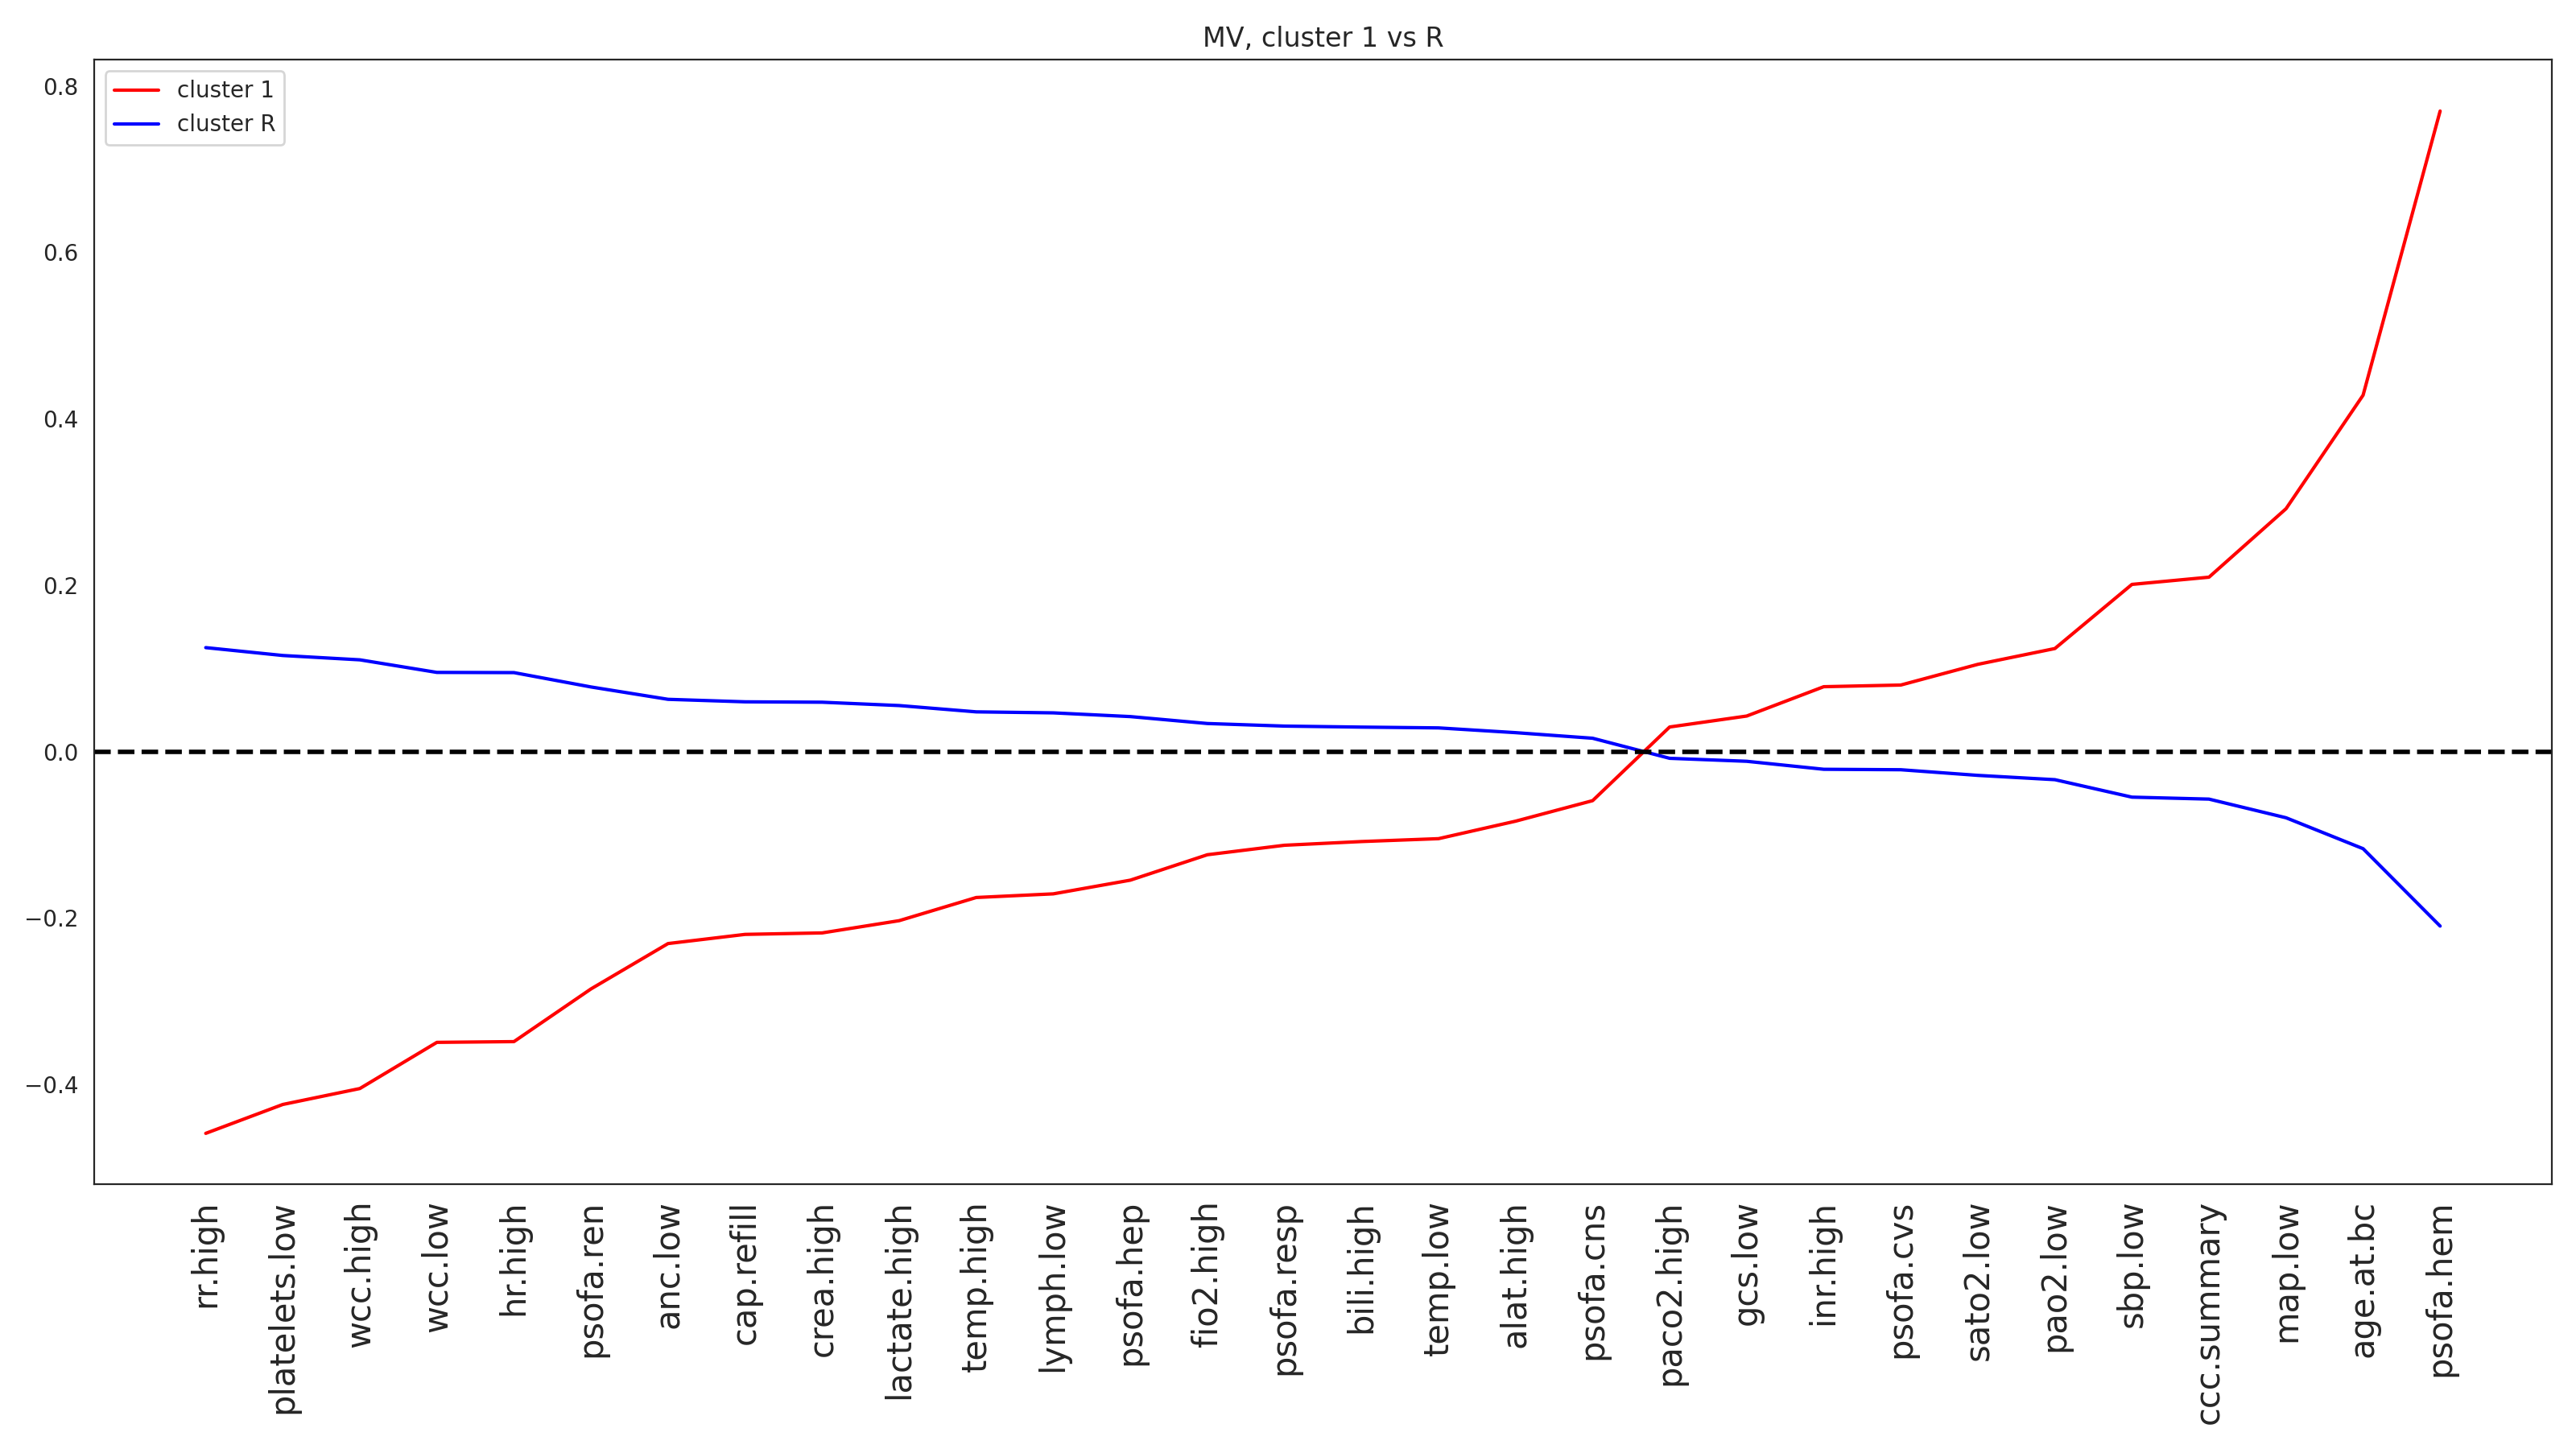 MV, cluster 1 vs R
cluster 1
cluster R
0.8
0.6
0.4
0.2
0.0
−0.2
−0.4
rr.high
platelets.low
wcc.high
wcc.low
hr.high
psofa.ren
anc.low
cap.refill
crea.high
lactate.high
temp.high
lymph.low
psofa.hep
fio2.high
psofa.resp
bili.high
temp.low
alat.high
psofa.cns
paco2.high
gcs.low
inr.high
psofa.cvs
sato2.low
pao2.low
sbp.low
ccc.summary
map.low
age.at.bc
psofa.hem